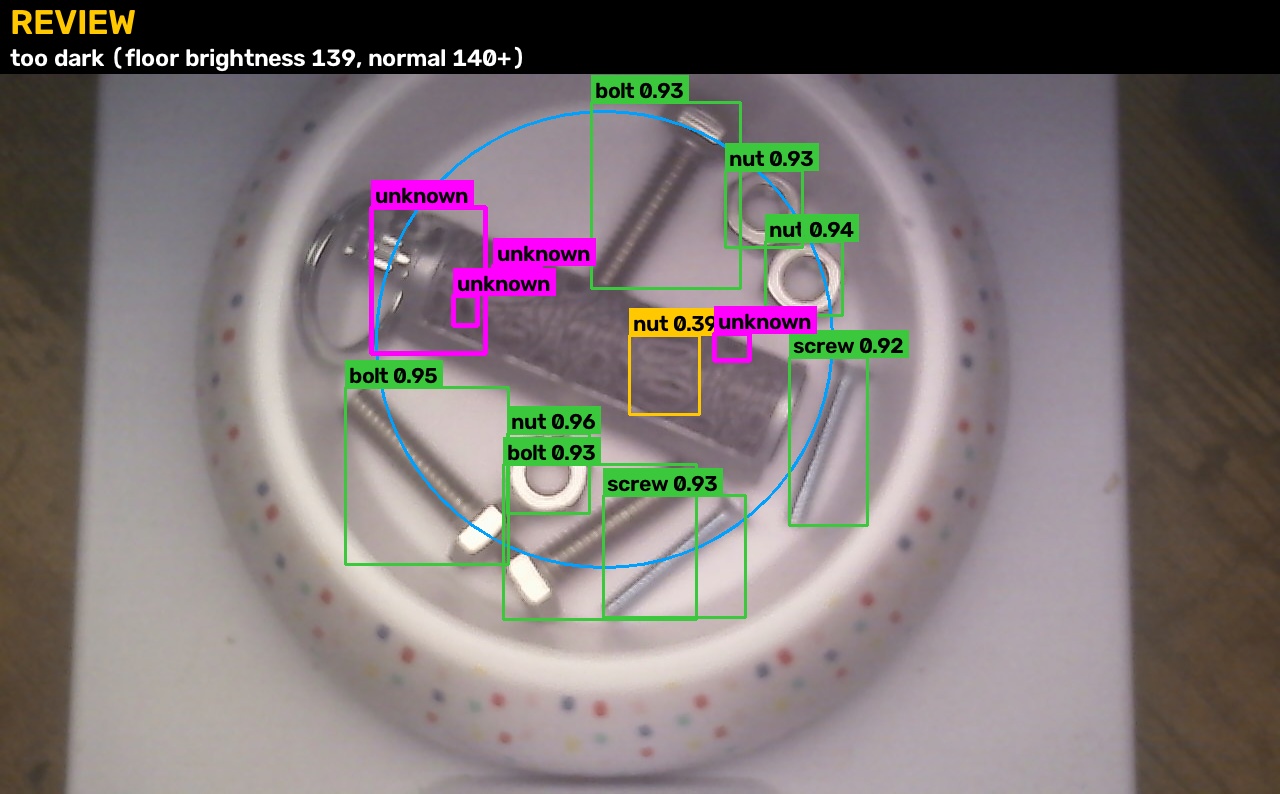 REVIEW
too dark (floor brightness 139, normal 140+)
bolt 0.93
nut 0.93
unknown
nut 0.94
unknown
unknown
nut 0.39
unknown
screw 0.92
bolt 0.95
nut 0.96
bolt 0.93
screw 0.93